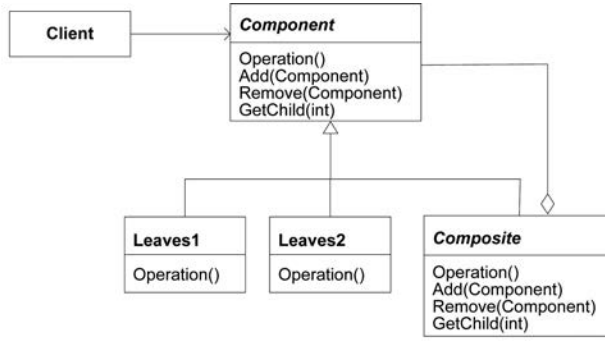 Client
Component
Operation()
Add(Component)
Remove(Component)
GetChild(int)
Leaves1
Operation()
Leaves2
Operation()
Composite
Operation()
Add(Component)
Remove(Component)
GetChild(int)